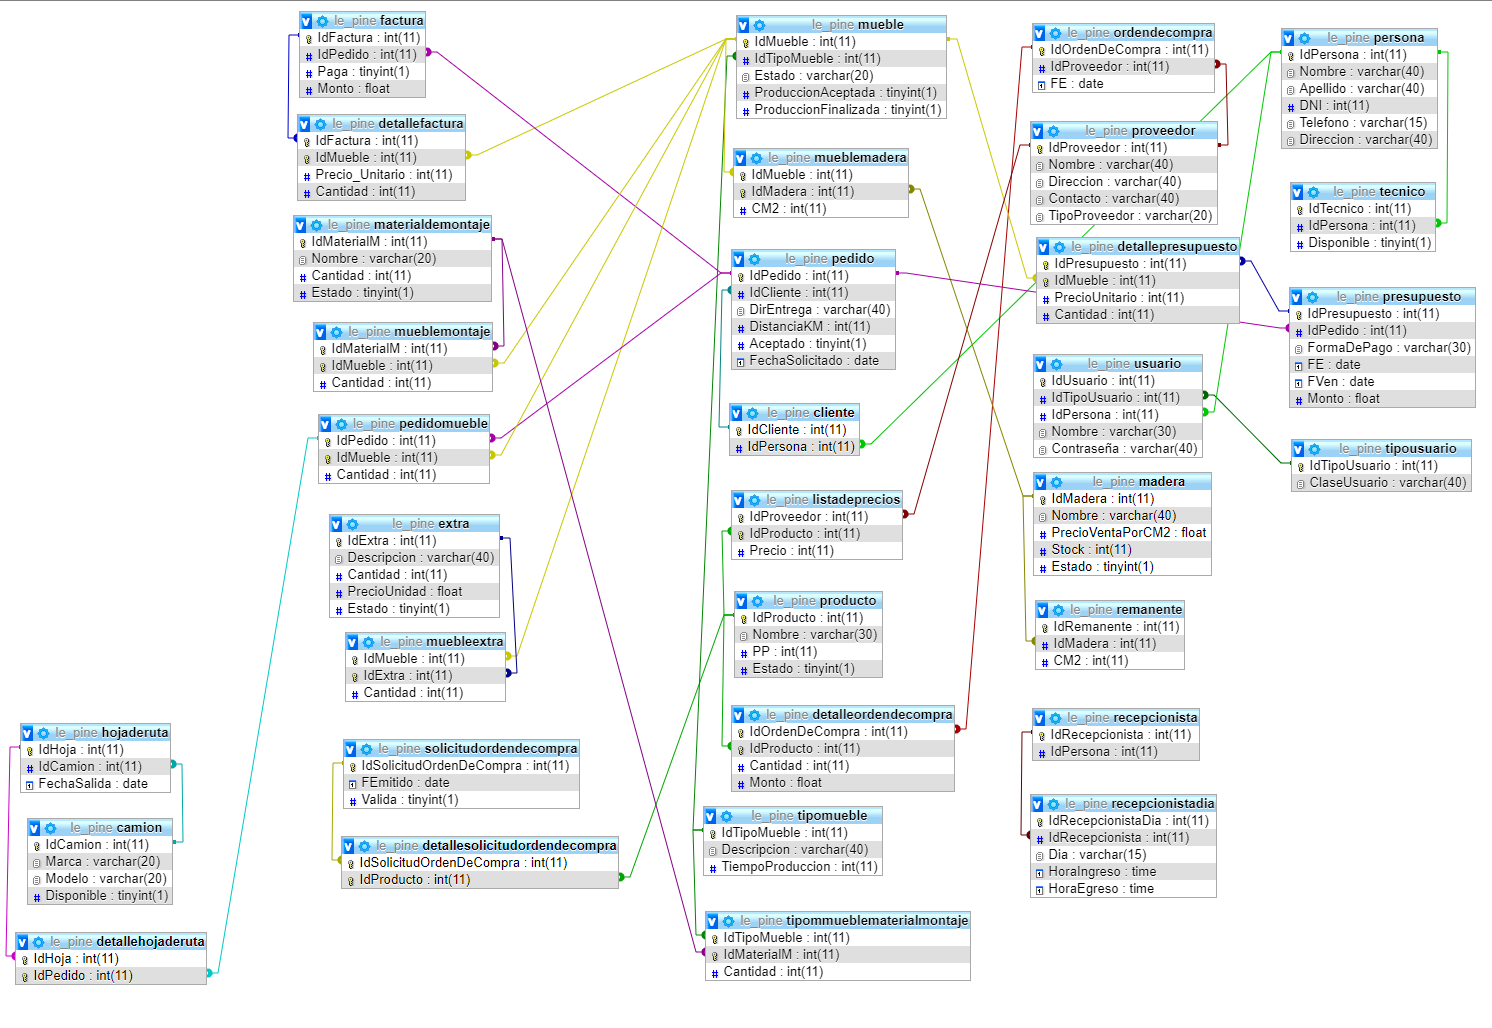 le_pine factura
IdFactura : int(11)
IdPedido : int(11)
Paga : tinyint(1)
Monto : float
le_pine detallefactura
IdFactura : int(11)
IdMueble : int(11)
Precio_Unitario : int(11)
Cantidad : int(11)
le_pine materialdemontaje
IdMaterialM : int(11)
Nombre : varchar(20)
Cantidad : int(11)
Estado : tinyint(1)
le_pine mueblemontaje
IdMaterialM : int(11)
IdMueble : int(11)
Cantidad : int(11)
le_pine pedidomueble
IdPedido : int(11)
IdMueble : int(11)
Cantidad : int(11)
le_pine extra
IdExtra : int(11)
Descripcion : varchar(40)
Cantidad : int(11)
PrecioUnidad : float
Estado : tinyint(1)
le_pine muebleextra
IdMueble : int(11)
IdExtra : int(11)
Cantidad : int(11)
le_pine hojaderuta
IdHoja : int(11)
IdCamion : int(11)
FechaSalida : date
le_pine camion
IdCamion : int(11)
Marca : varchar(20)
Modelo : varchar(20)
Disponible : tinyint(1)
le_pine detallehojaderuta
IdHoja : int(11)
IdPedido : int(11)
le_pine solicitudordendecompra
IdSolicitudOrdenDeCompra : int(11)
FEmitido : date
Valida : tinyint(1)
le_pine detallesolicitudordendecompra
IdSolicitudOrdenDeCompra : int(11)
IdProducto : int(11)
le_pine mueble
IdMueble : int(11)
IdTipoMueble : int(11)
Estado : varchar(20)
ProduccionAceptada : tinyint(1)
ProduccionFinalizada : tinyint(1)
le_pine mueblemadera
IdMueble : int(11)
IdMadera : int(11)
CM2 : int(11)
le_pine pedido
IdPedido : int(11)
IdCliente : int(11)
DirEntrega : varchar(40)
DistanciaKM : int(11)
Aceptado : tinyint(1)
FechaSolicitado : date
le_pine cliente
IdCliente : int(11)
IdPersona : int(11)
le_pine listadeprecios
IdProveedor : int(11)
IdProducto : int(11)
Precio : int(11)
le_pine producto
IdProducto : int(11)
Nombre : varchar(30)
PP : int(11)
Estado : tinyint(1)
le_pine detalleordendecompra
IdOrdenDeCompra : int(11)
IdProducto : int(11)
Cantidad : int(11)
Monto : float
le_pine tipomueble
IdTipoMueble : int(11)
Descripcion : varchar(40)
TiempoProduccion : int(11)
le_pine tipommueblematerialmontaje
IdTipoMueble : int(11)
IdMaterialM : int(11)
Cantidad : int(11)
le_pine ordendecompra
IdOrdenDeCompra : int(11)
IdProveedor : int(11)
FE : date
le_pine proveedor
IdProveedor : int(11)
Nombre : varchar(40)
Direccion : varchar(40)
Contacto : varchar(40)
TipoProveedor : varchar(20)
le_pine detallepresupuesto
IdPresupuesto : int(11)
IdMueble : int(11)
PrecioUnitario : int(11)
Cantidad : int(11)
le_pine usuario
IdUsuario : int(11)
IdTipoUsuario : int(11)
IdPersona : int(11)
Nombre : varchar(30)
Contraseña : varchar(40)
le_pine madera
IdMadera : int(11)
Nombre : varchar(40)
PrecioVentaPorCM2 : float
Stock : int(11)
Estado : tinyint(1)
le_pine remanente
IdRemanente : int(11)
IdMadera : int(11)
CM2 : int(11)
le_pine recepcionista
IdRecepcionista : int(11)
IdPersona : int(11)
le_pine recepcionistadia
IdRecepcionistaDia : int(11)
IdRecepcionista : int(11)
Dia : varchar(15)
HoraIngreso : time
HoraEgreso : time
le_pine persona
IdPersona : int(11)
Nombre : varchar(40)
Apellido : varchar(40)
DNI : int(11)
Telefono : varchar(15)
Direccion : varchar(40)
le_pine tecnico
IdTecnico : int(11)
IdPersona : int(11)
Disponible : tinyint(1)
le_pine presupuesto
IdPresupuesto : int(11)
IdPedido : int(11)
FormaDePago : varchar(30)
FE : date
FVen : date
Monto : float
le_pine tipousuario
IdTipoUsuario : int(11)
ClaseUsuario : varchar(40)